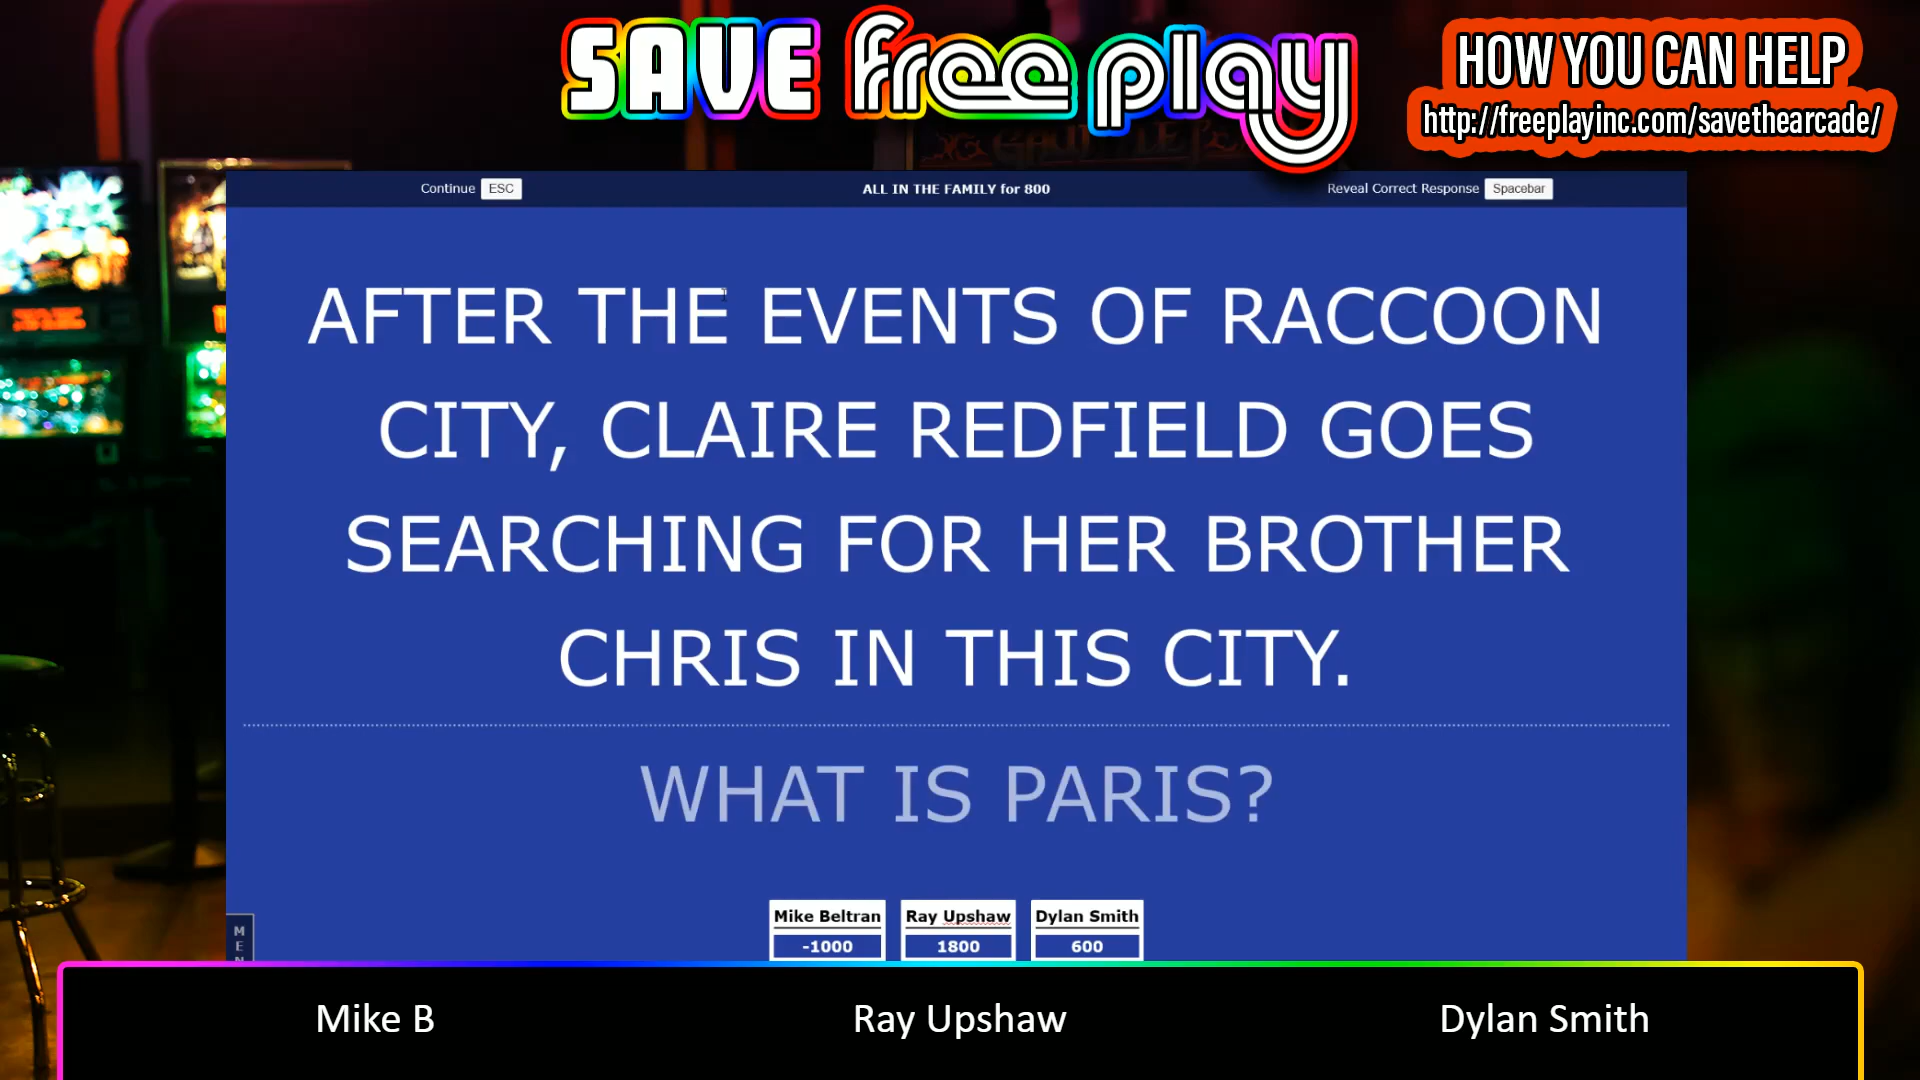 SAVE free play
HOW YOU CAN HELP
http://freeplayinc.com/savethearcade/
Continue ESC
ALL IN THE FAMILY for 800
Reveal Correct Response Spacebar
AFTER THE EVENTS OF RACCOON
CITY, CLAIRE REDFIELD GOES
SEARCHING FOR HER BROTHER
CHRIS IN THIS CITY.
WHAT IS PARIS?
M
E
N
Mike Beltran
-1000
Ray Upshaw
1800
Dylan Smith
600
Mike B
Ray Upshaw
Dylan Smith